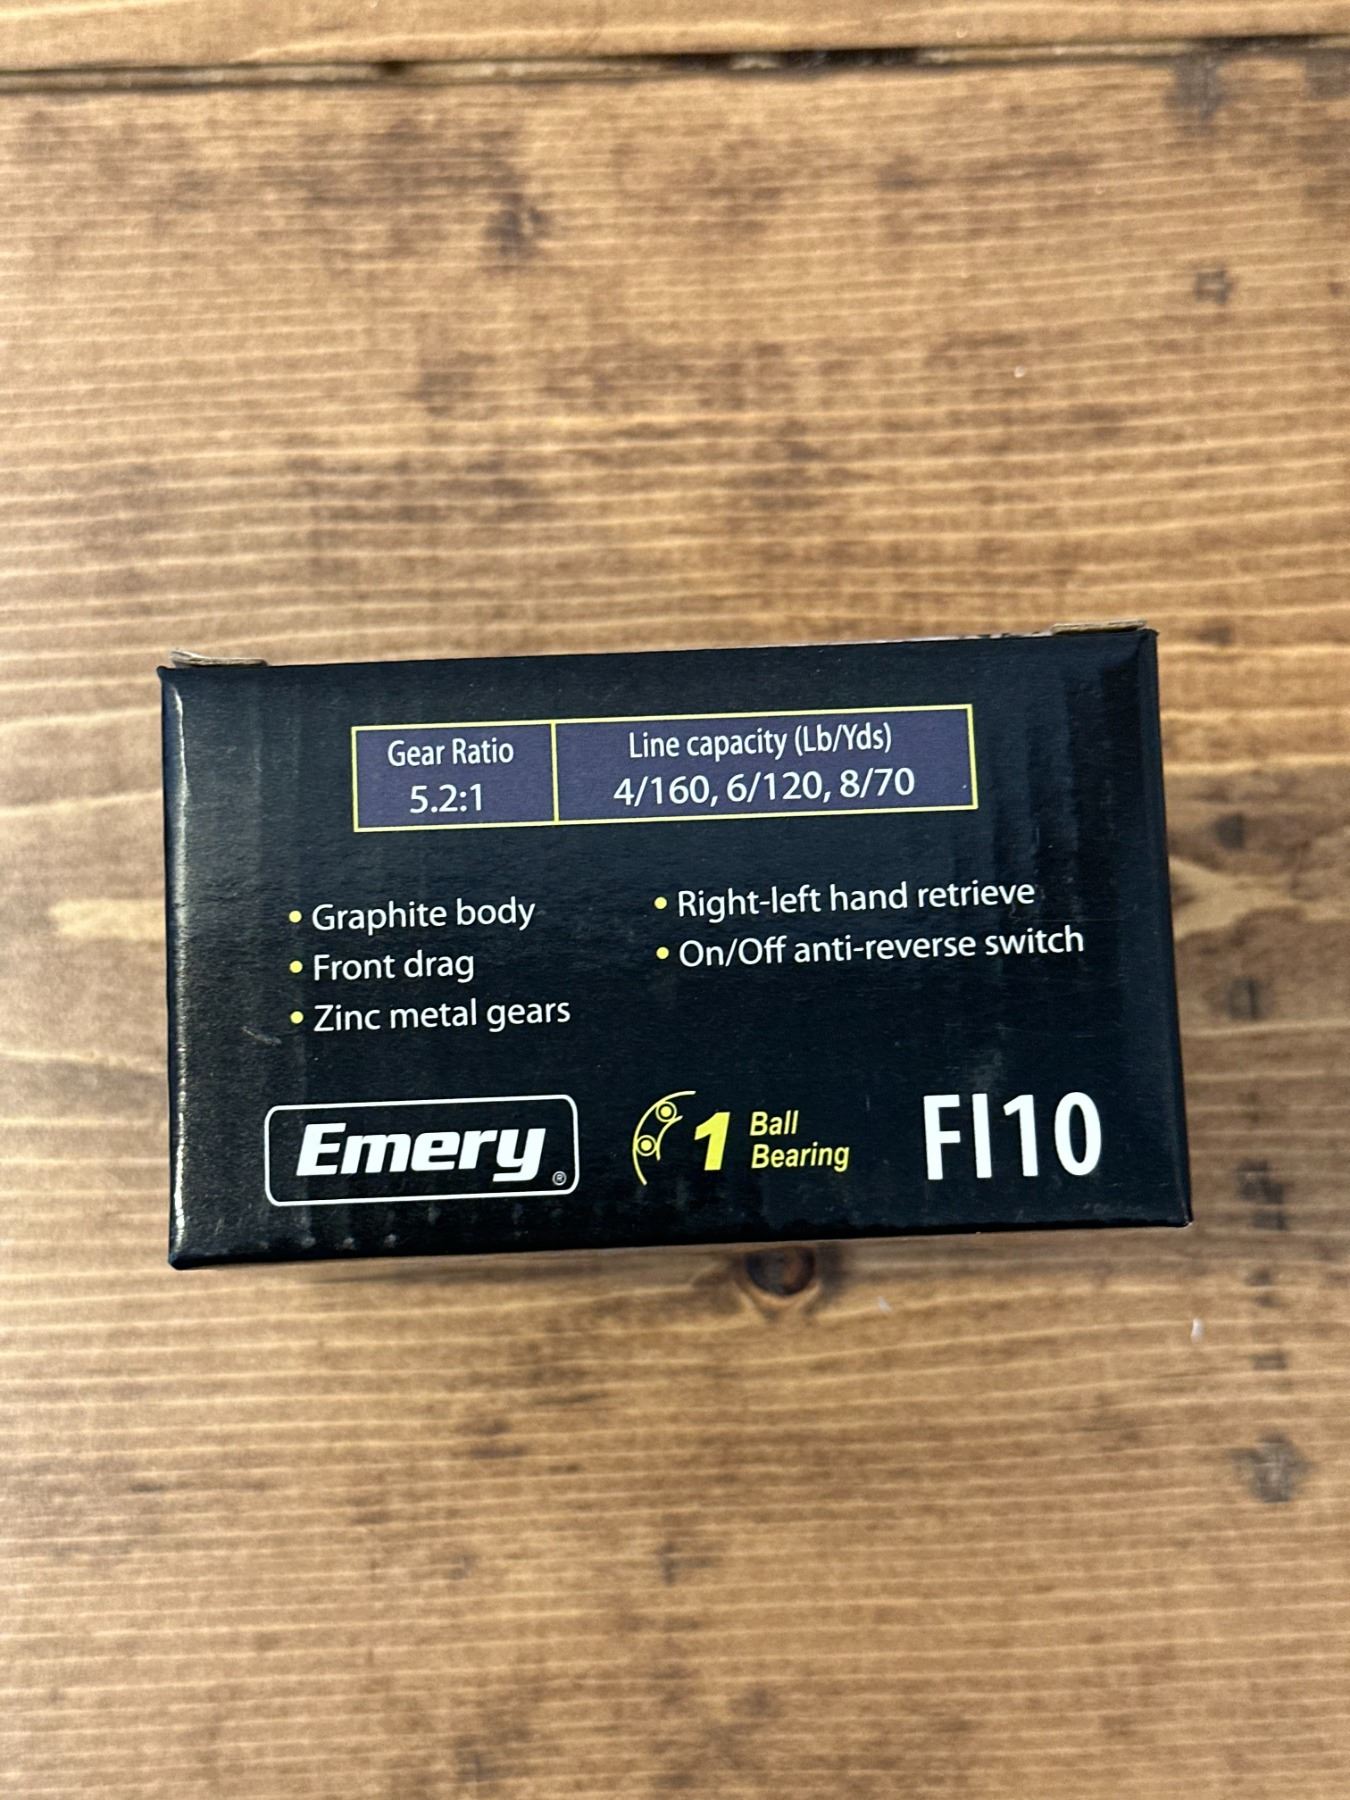 Gear Ratio
5.2:1
Line capacity (Lb/Yds)
4/160, 6/120, 8/70
• Graphite body
• Front drag
• Zinc metal gears
• Right-left hand retrieve
• On/Off anti-reverse switch
Emery®
1 Ball
Bearing
FI10